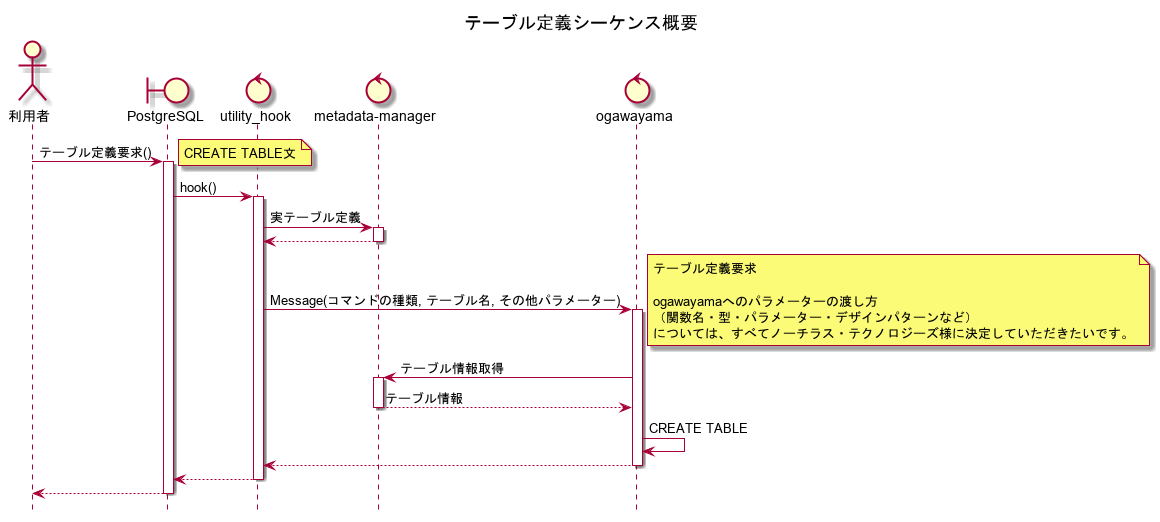 テーブル定義シーケンス概要
利用者
PostgreSQL
utility_hook
metadata-manager
ogawayama
テーブル定義要求()
CREATE TABLE文
hook()
実テーブル定義
テーブル定義要求
ogawayamaへのパラメーターの渡し方
（関数名・型・パラメーター・デザインパターンなど）
については、すべてノーチラス・テクノロジーズ様に決定していただきたいです。
Message(コマンドの種類, テーブル名, その他パラメーター)
テーブル情報取得
テーブル情報
CREATE TABLE